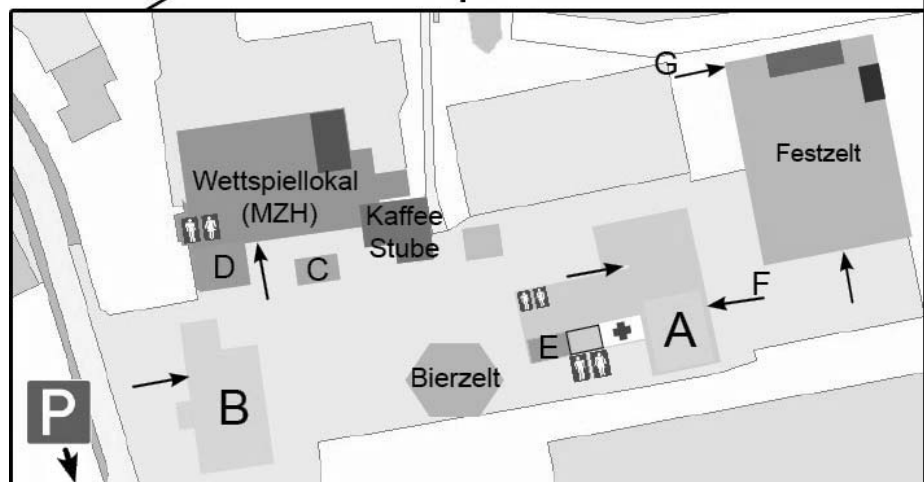 G
Festzelt
Wettspiellokal
(MZH)
Kaffee
Stube
D
C
F
A
E
Bierzelt
B
P